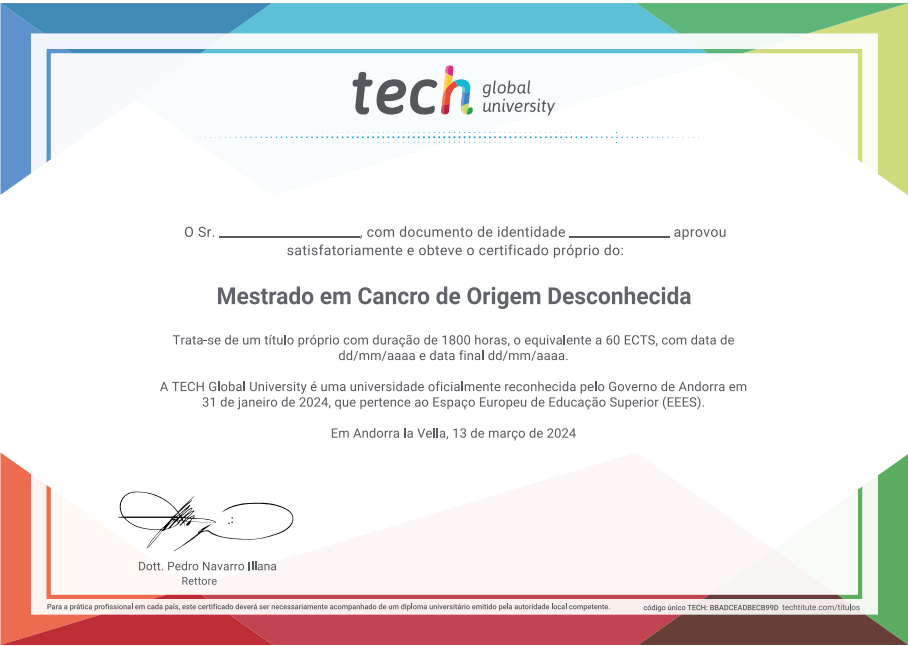 tech global
university
O Sr. ____________________, com documento de identidade ______________ aprovou
satisfatoriamente e obteve o certificado próprio do:
Mestrado em Cancro de Origem Desconhecida
Trata-se de um título próprio com duração de 1800 horas, o equivalente a 60 ECTS, com data de
dd/mm/aaaa e data final dd/mm/aaaa.
A TECH Global University é uma universidade oficialmente reconhecida pelo Governo de Andorra em
31 de janeiro de 2024, que pertence ao Espaço Europeu de Educação Superior (EEES).
Em Andorra la Vella, 13 de março de 2024
Dott. Pedro Navarro Illana
Rettore
Para a prática profissional em cada país, este certificado deverá ser necessariamente acompanhado de um diploma universitário emitido pela autoridade local competente. código único TECH: BBADCEADBECB99D techtitute.com/titulos